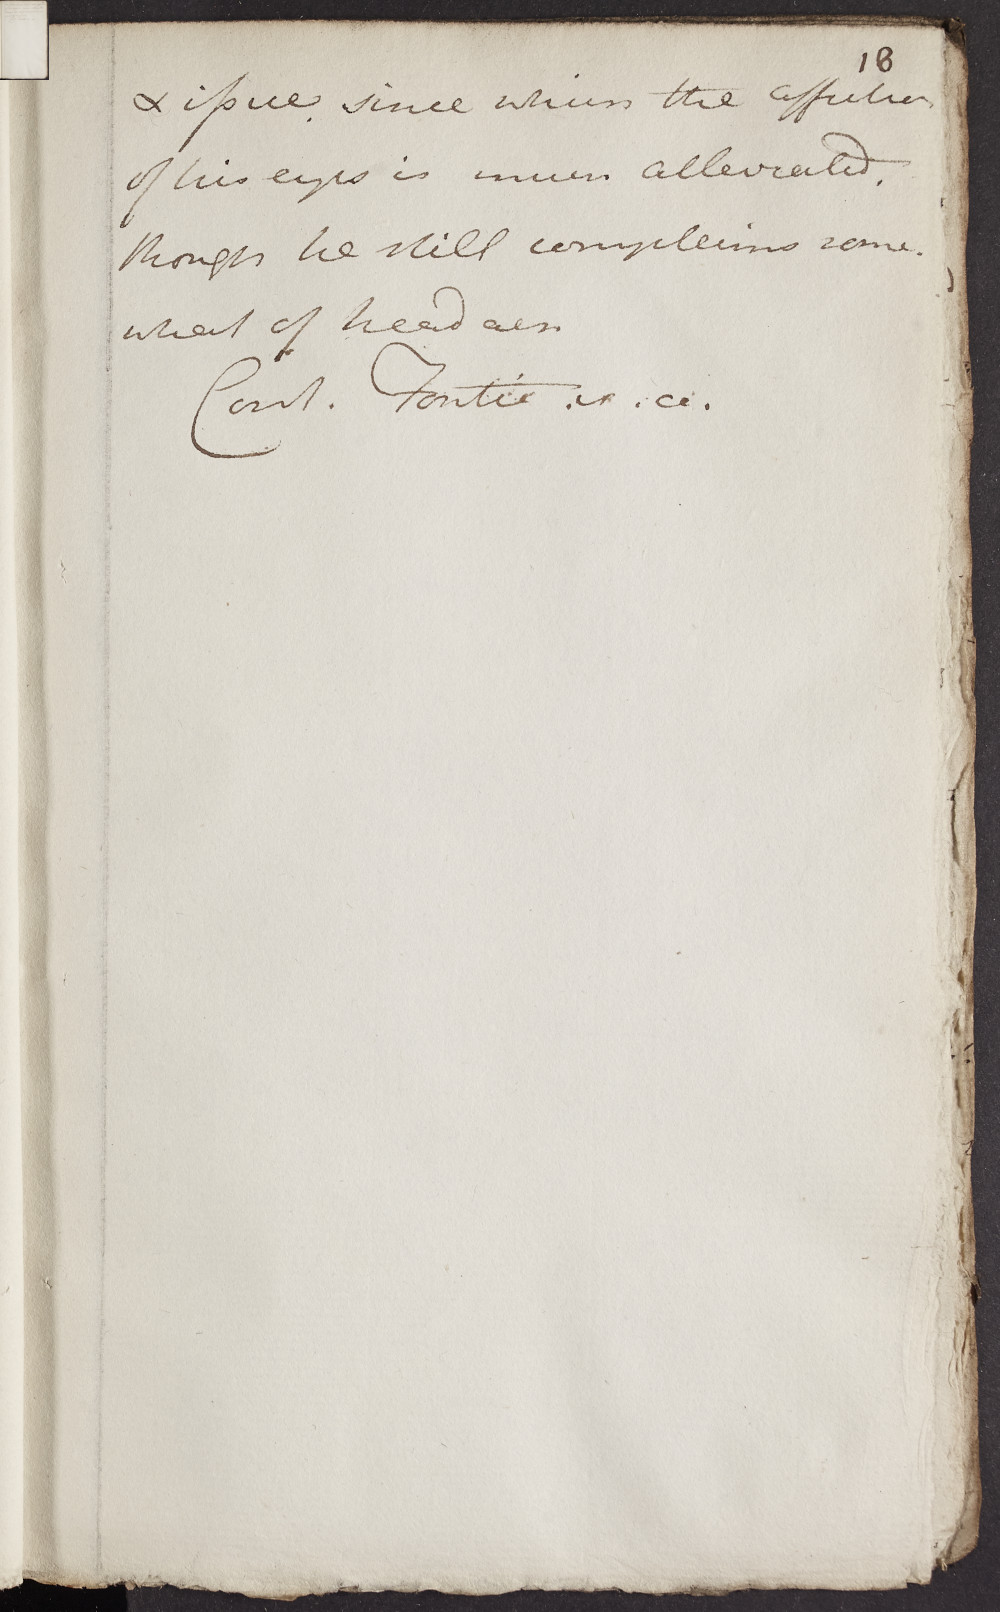 18
& issue, since which the affection
of his eyes is much alleviated,
though he still complains some-
what of headach
Cont. Fontic. &.c.